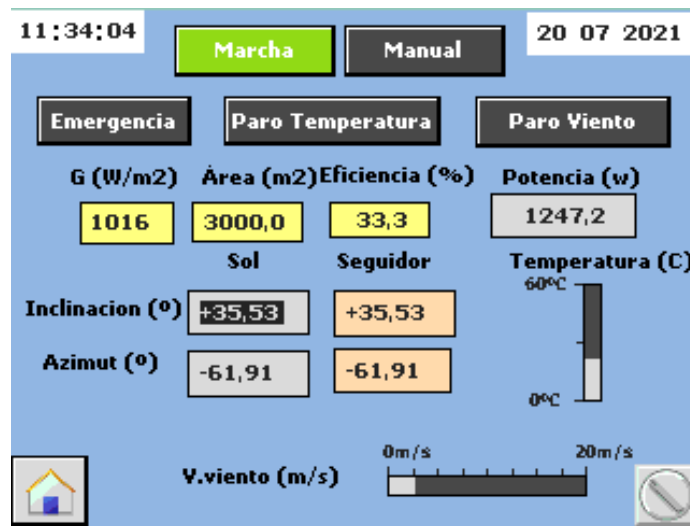 11:34:04
Marcha
Manual
20 07 2021
Emergencia
Paro Temperatura
Paro Viento
G (W/m2)
Área (m2)
Eficiencia (%)
Potencia (w)
1016
3000,0
33,3
1247,2
Sol
Seguidor
Temperatura (C)
60ºC
Inclinacion (º)
+35,53
+35,53
Azimut (º)
-61,91
-61,91
0ºC
0m/s
20m/s
V.viento (m/s)